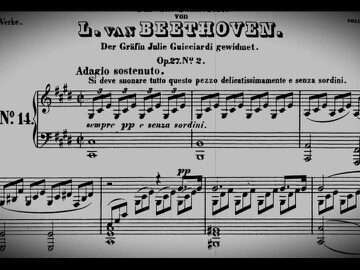 von
Werke.
L. VAN BEETHOVEN.
Der Gräfin Julie Guicciardi gewidmet.
Op. 27. No. 2.
Adagio sostenuto.
Si deve suonare tutto questo pezzo delicatissimamente e senza sordini.
No. 14.
sempre pp e senza sordini.
pp